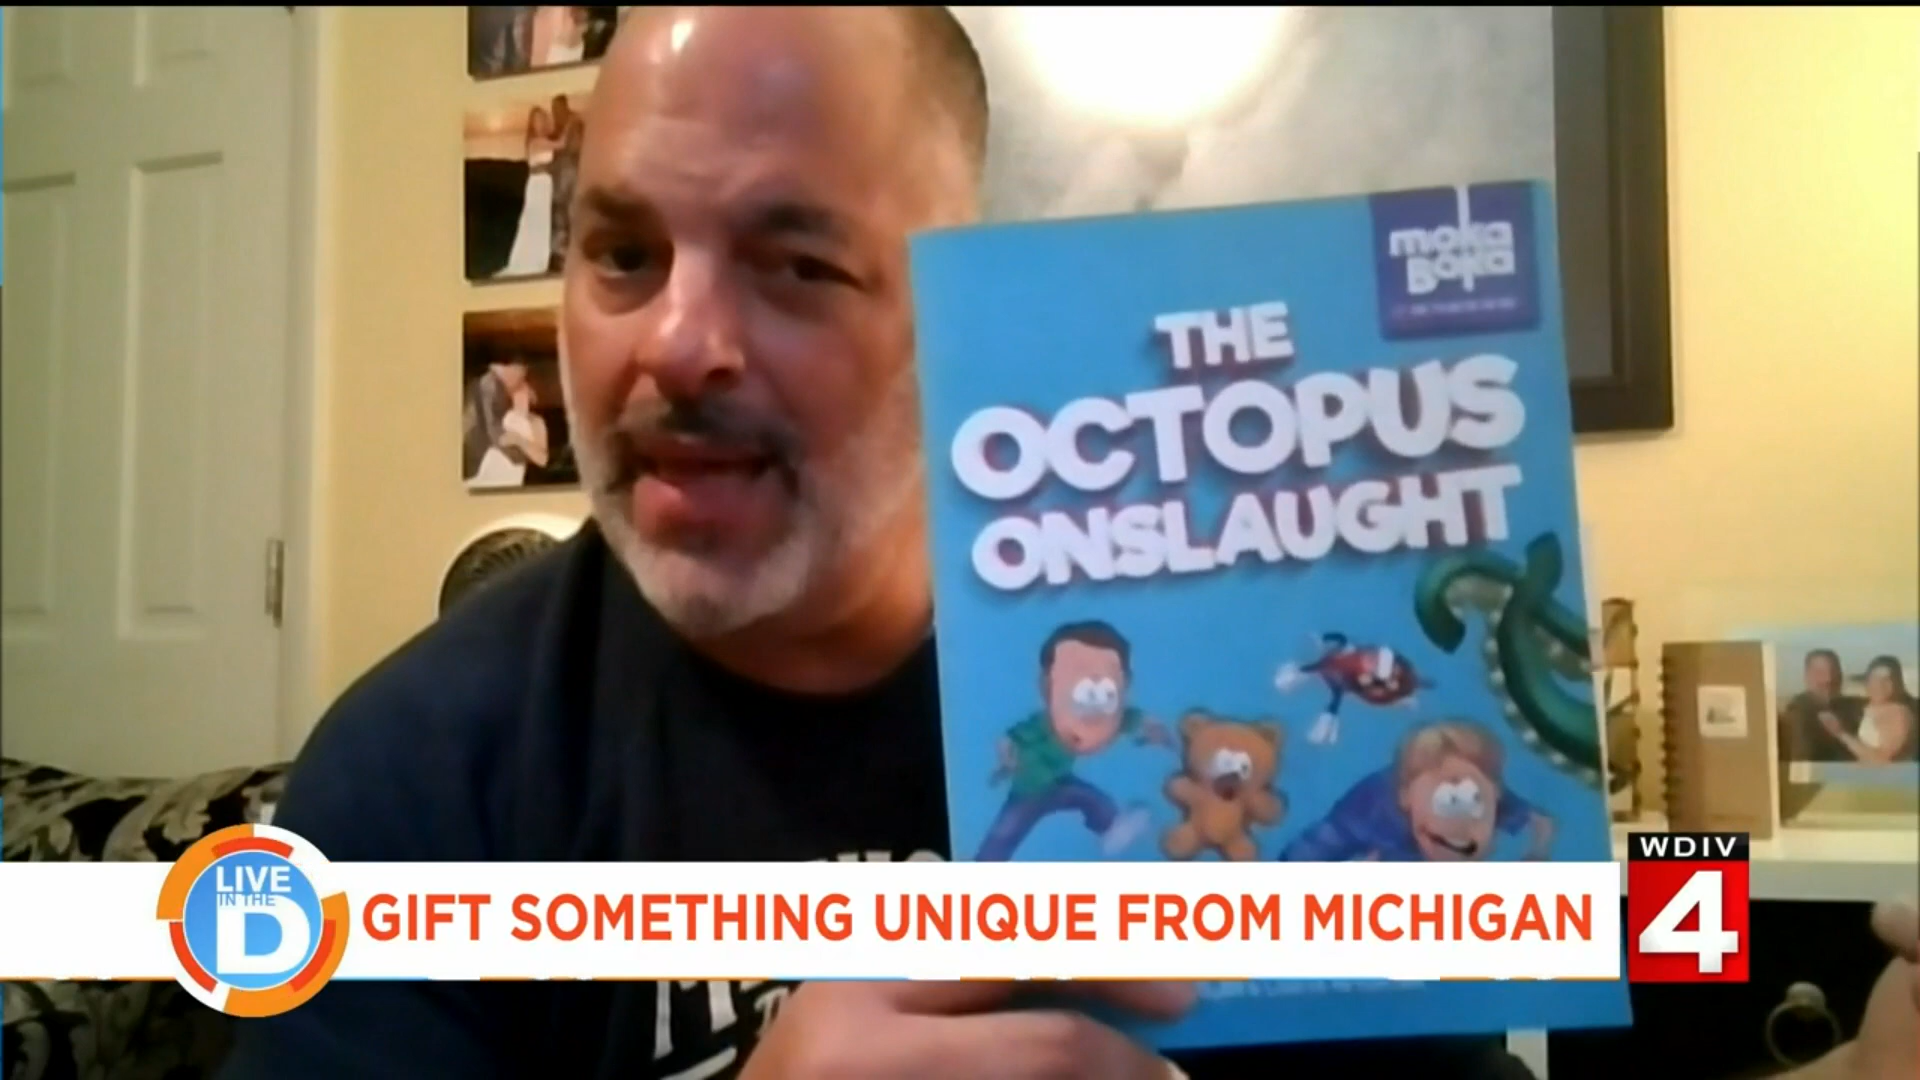 moka
Boka
THE
OCTOPUS
ONSLAUGHT
LIVE
IN THE
D
GIFT SOMETHING UNIQUE FROM MICHIGAN
WDIV
4